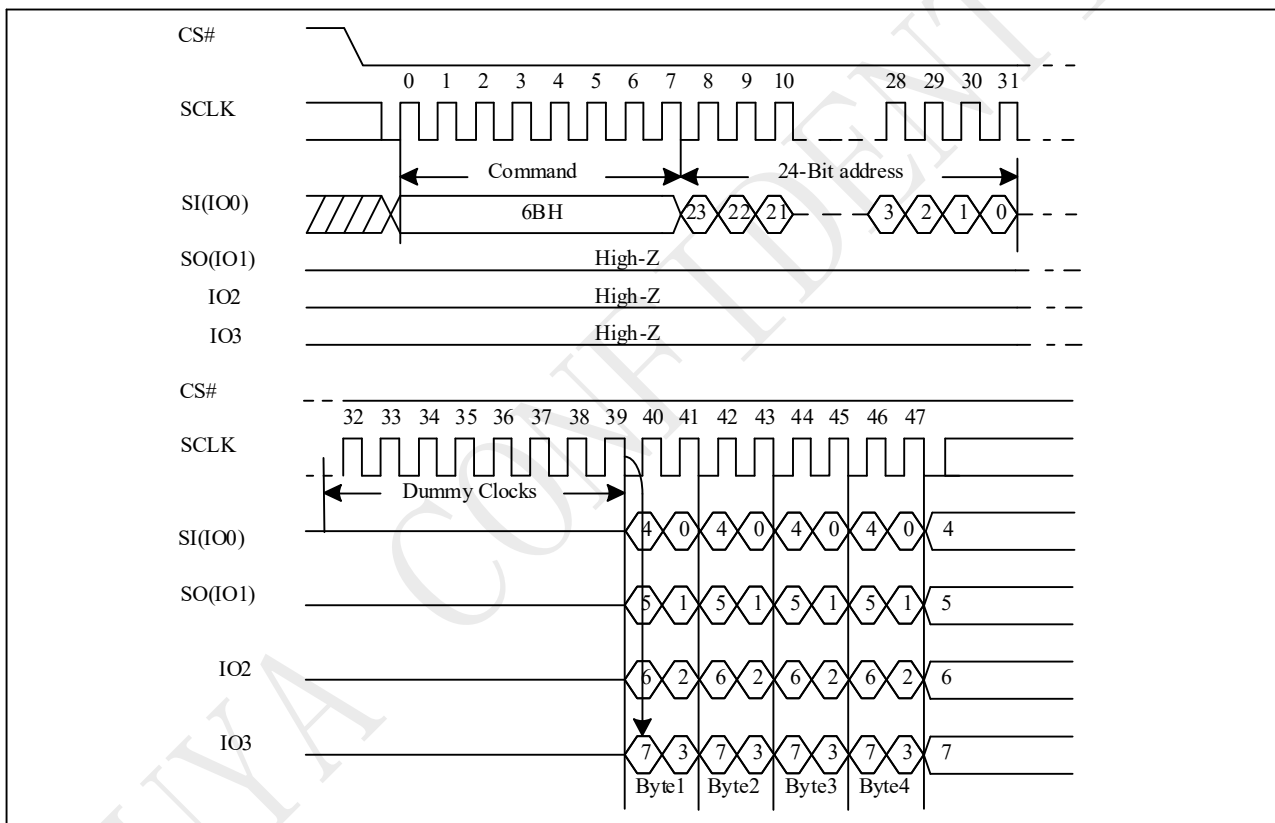 CS#
0 1 2 3 4 5 6 7 8 9 10 28 29 30 31
SCLK
Command 24-Bit address
SI(IO0) 6BH 23 22 21 3 2 1 0
SO(IO1) High-Z
IO2 High-Z
IO3 High-Z
CS#
32 33 34 35 36 37 38 39 40 41 42 43 44 45 46 47
SCLK
Dummy Clocks
SI(IO0) 4 0 4 0 4 0 4 0 4
SO(IO1) 5 1 5 1 5 1 5 1 5
IO2 6 2 6 2 6 2 6 2 6
IO3 7 3 7 3 7 3 7 3 7
Byte1 Byte2 Byte3 Byte4